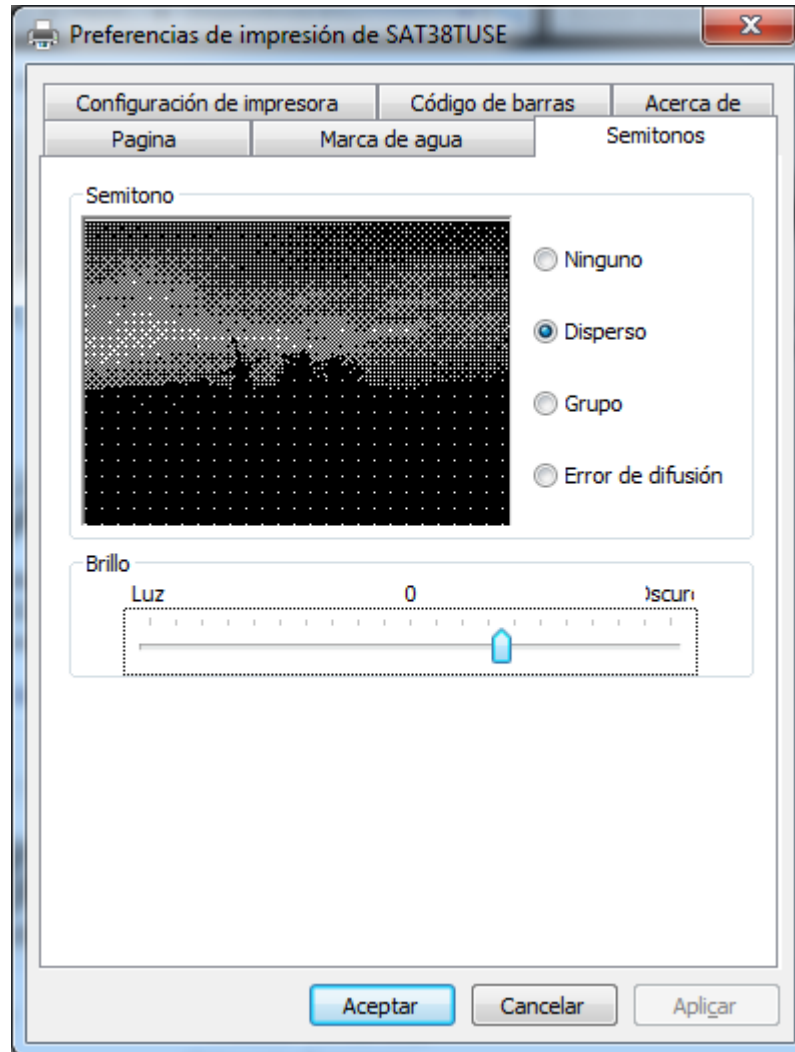 Preferencias de impresión de SAT38TUSE
Configuración de impresora
Código de barras
Acerca de
Pagina
Marca de agua
Semitonos
Semitono
Ninguno
Disperso
Grupo
Error de difusión
Brillo
Luz 0 Oscuro
Aceptar
Cancelar
Aplicar